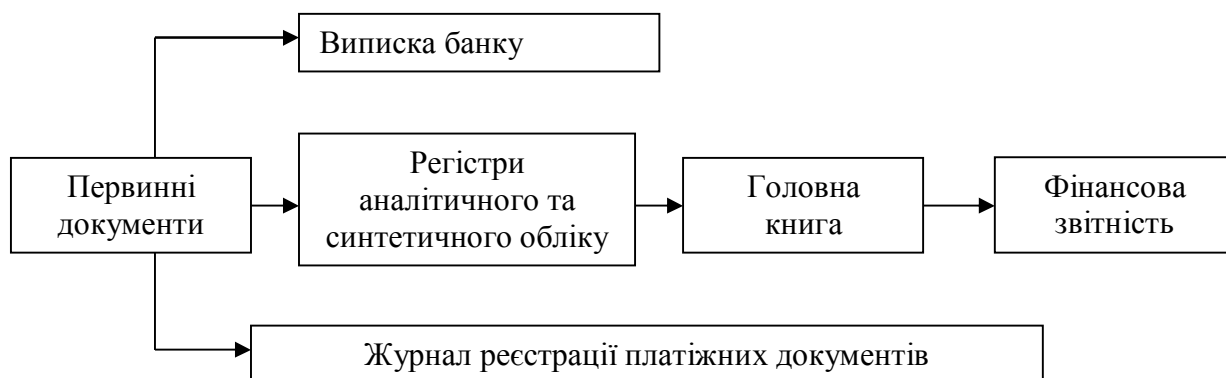 Виписка банку
Первинні
документи
Регістри
аналітичного та
синтетичного обліку
Головна
книга
Фінансова
звітність
Журнал реєстрації платіжних документів